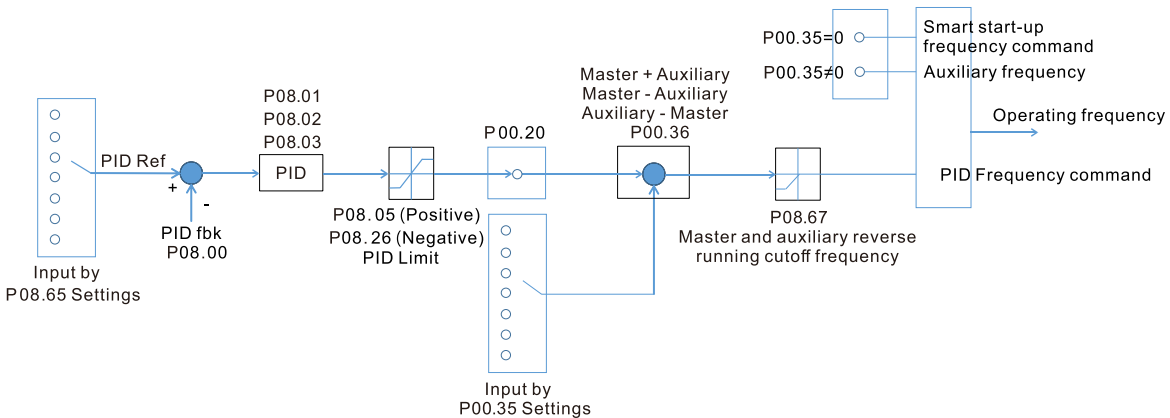 P00.35=0
Smart start-up
frequency command
P00.35≠0
Auxiliary frequency
Operating frequency
PID Frequency command
Master + Auxiliary
Master - Auxiliary
Auxiliary - Master
P00.36
P08.01
P08.02
P08.03
PID
P00.20
PID Ref
+
-
PID fbk
P08.00
P08.05 (Positive)
P08.26 (Negative)
PID Limit
P08.67
Master and auxiliary reverse
running cutoff frequency
Input by
P08.65 Settings
Input by
P00.35 Settings